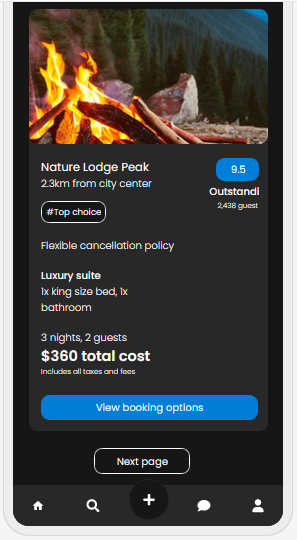 Nature Lodge Peak
9.5
2.3km from city center
Outstandi
#Top choice
2,438 guest
Flexible cancellation policy
Luxury suite
1x king size bed, 1x
bathroom
3 nights, 2 guests
$360 total cost
Includes all taxes and fees
View booking options
Next page